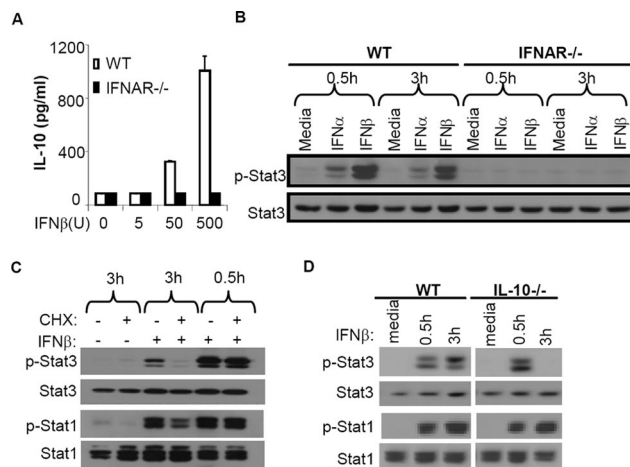 A
1200
WT
IFNAR-/-
800
IL-10 (pg/ml)
400
0
0 5 50 500
IFNβ(U)
B
WT IFNAR-/-
0.5h 3h 0.5h 3h
Media IFNα IFNβ Media IFNα IFNβ Media IFNα IFNβ Media IFNα IFNβ
p-Stat3
Stat3
C
3h 3h 0.5h
CHX: - + - + - +
IFNβ: - - + + + +
p-Stat3
Stat3
p-Stat1
Stat1
D
WT IL-10-/-
IFNβ: media 0.5h 3h media 0.5h 3h
p-Stat3
Stat3
p-Stat1
Stat1